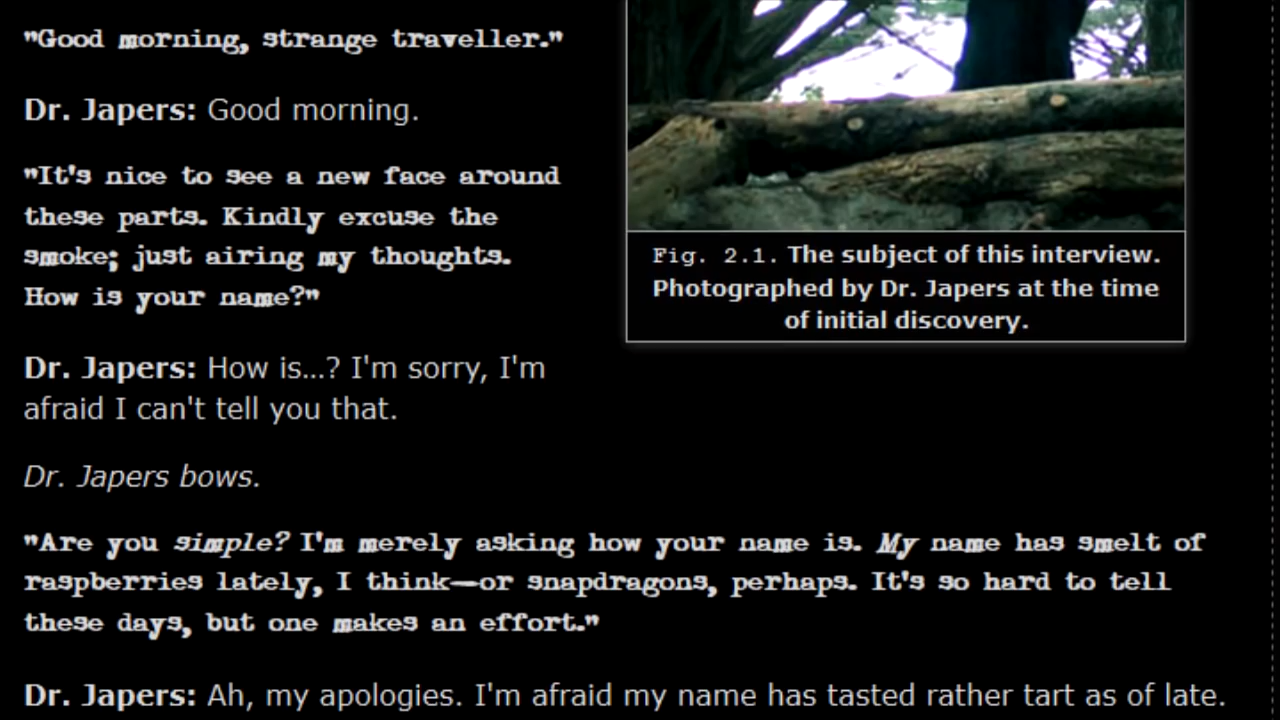 "Good morning, strange traveller."
Dr. Japers: Good morning.
"It's nice to see a new face around
these parts. Kindly excuse the
smoke; just airing my thoughts.
How is your name?"
Fig. 2.1. The subject of this interview.
Photographed by Dr. Japers at the time
of initial discovery.
Dr. Japers: How is...? I'm sorry, I'm
afraid I can't tell you that.
Dr. Japers bows.
"Are you simple? I'm merely asking how your name is. My name has smelt of
raspberries lately, I think—or snapdragons, perhaps. It's so hard to tell
these days, but one makes an effort."
Dr. Japers: Ah, my apologies. I'm afraid my name has tasted rather tart as of late.